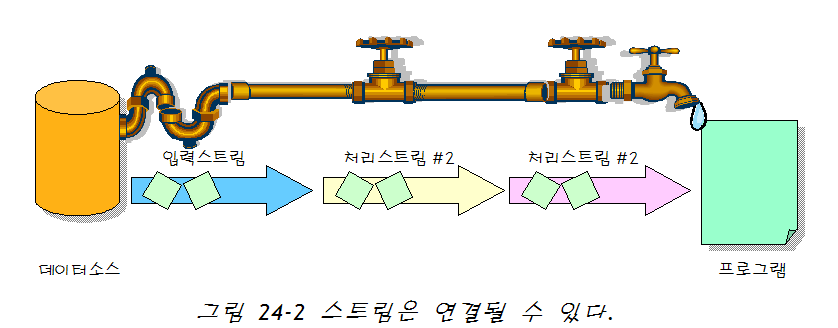 입력스트림
처리스트림 #2
처리스트림 #2
데이터소스
프로그램
그림 24-2 스트림은 연결될 수 있다.